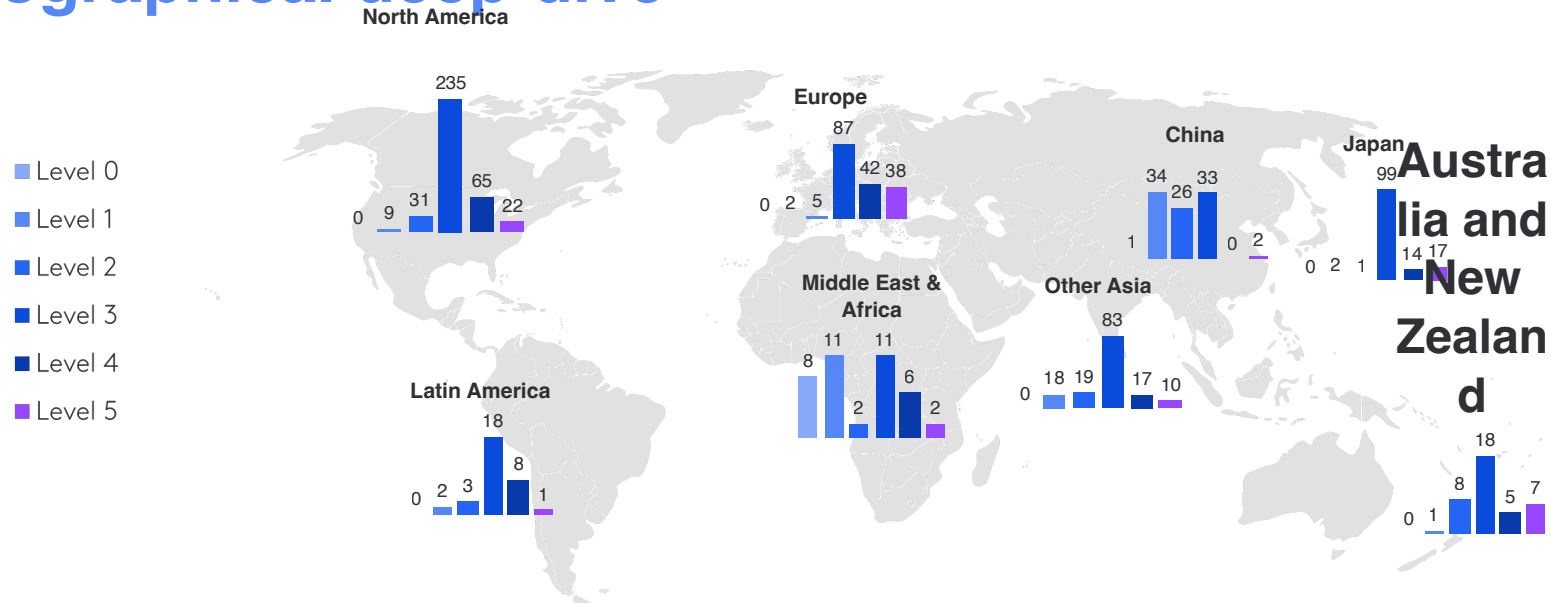 North America
235
0
9
31
65
22
Europe
87
0
2
5
42
38
China
1
34
26
33
0
2
Japan
0
2
1
99
14
17
Austra
lia and
New
Zealan
d
0
1
8
18
5
7
Level 0
Level 1
Level 2
Level 3
Level 4
Level 5
Middle East &
Africa
8
11
2
11
6
2
Other Asia
0
18
19
83
17
10
Latin America
0
2
3
18
8
1